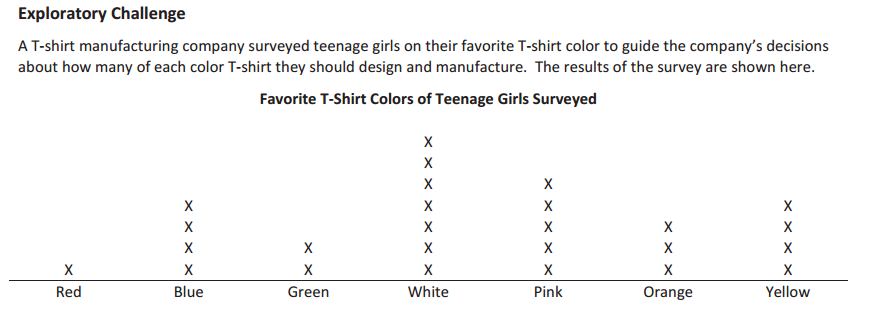 Exploratory Challenge
A T-shirt manufacturing company surveyed teenage girls on their favorite T-shirt color to guide the company’s decisions
about how many of each color T-shirt they should design and manufacture.  The results of the survey are shown here.
Favorite T-Shirt Colors of Teenage Girls Surveyed
X
X
X X
X X X X
X X X X X
X X X X X X
X X X X X X X
Red Blue Green White Pink Orange Yellow